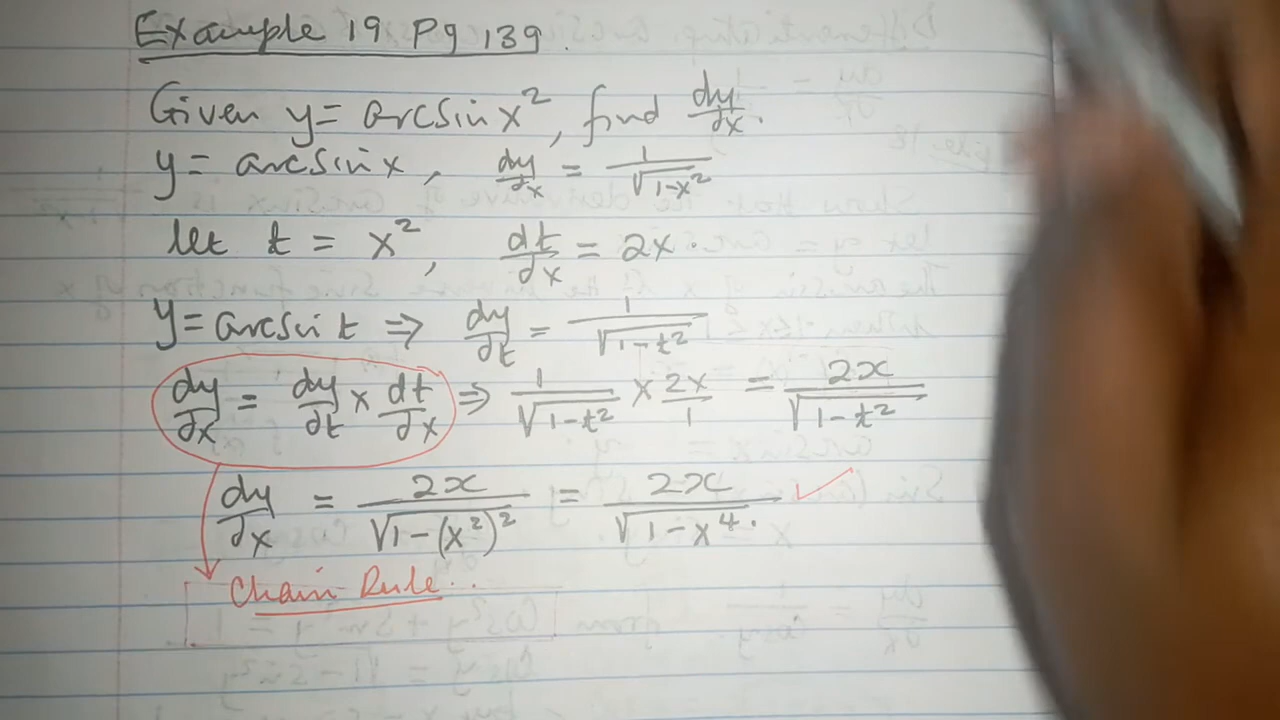 Example 19 Pg 139.
Given y = arcsin x², find dy/dx.
y = arcsin x, dy/dx = 1/√(1-x²)
let t = x², dt/dx = 2x.
y = arcsin t ⇒ dy/dt = 1/√(1-t²)
dy/dx = dy/dt × dt/dx ⇒ 1/√(1-t²) × 2x/1 = 2x/√(1-t²)
dy/dx = 2x/√(1-(x²)²) = 2x/√(1-x⁴). ✓
Chain Rule..